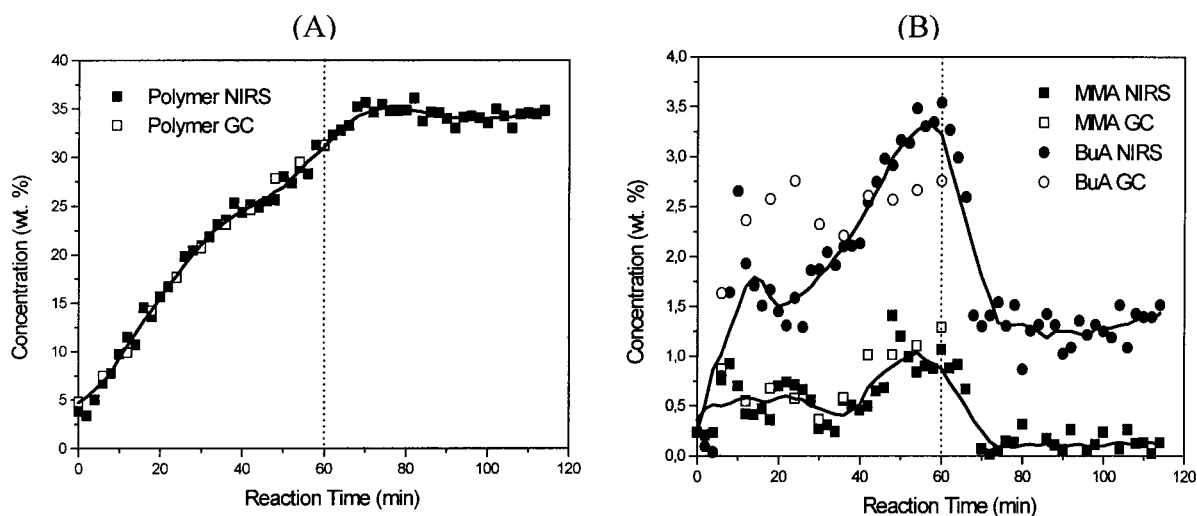 (A)
40
35
30
25
20
15
10
5
0
Concentration (wt. %)
Polymer NIRS
Polymer GC
0 20 40 60 80 100 120
Reaction Time (min)
(B)
4,0
3,5
3,0
2,5
2,0
1,5
1,0
0,5
0,0
Concentration (wt. %)
MMA NIRS
MMA GC
BuA NIRS
BuA GC
0 20 40 60 80 100 120
Reaction Time (min)